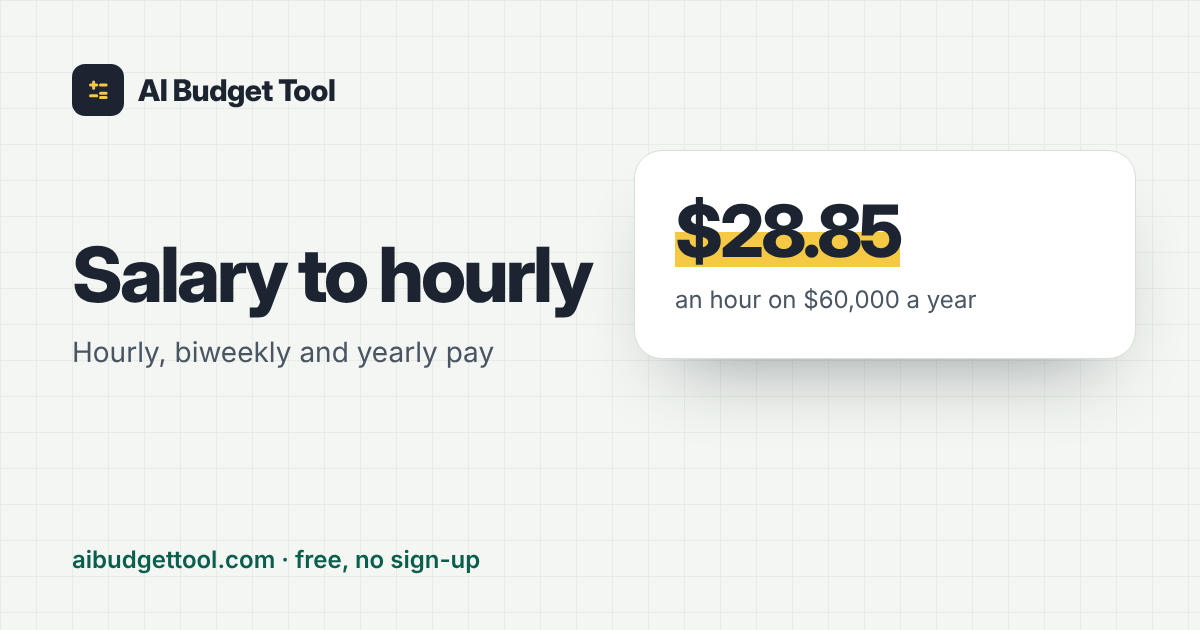 AI Budget Tool
Salary to hourly
Hourly, biweekly and yearly pay
$28.85
an hour on $60,000 a year
aibudgettool.com · free, no sign-up